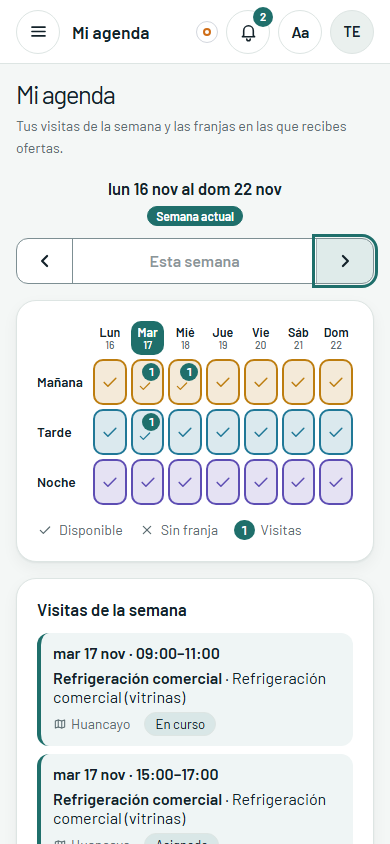 Mi agenda
2
Aa
TE
Mi agenda
Tus visitas de la semana y las franjas en las que recibes
ofertas.
lun 16 nov al dom 22 nov
Semana actual
Esta semana
Lun Mar Mié Jue Vie Sáb Dom
16 17 18 19 20 21 22
Mañana 1 1
Tarde 1
Noche
Disponible Sin franja 1 Visitas
Visitas de la semana
mar 17 nov · 09:00–11:00
Refrigeración comercial · Refrigeración
comercial (vitrinas)
Huancayo En curso
mar 17 nov · 15:00–17:00
Refrigeración comercial · Refrigeración
comercial (vitrinas)
Huancayo Asignada